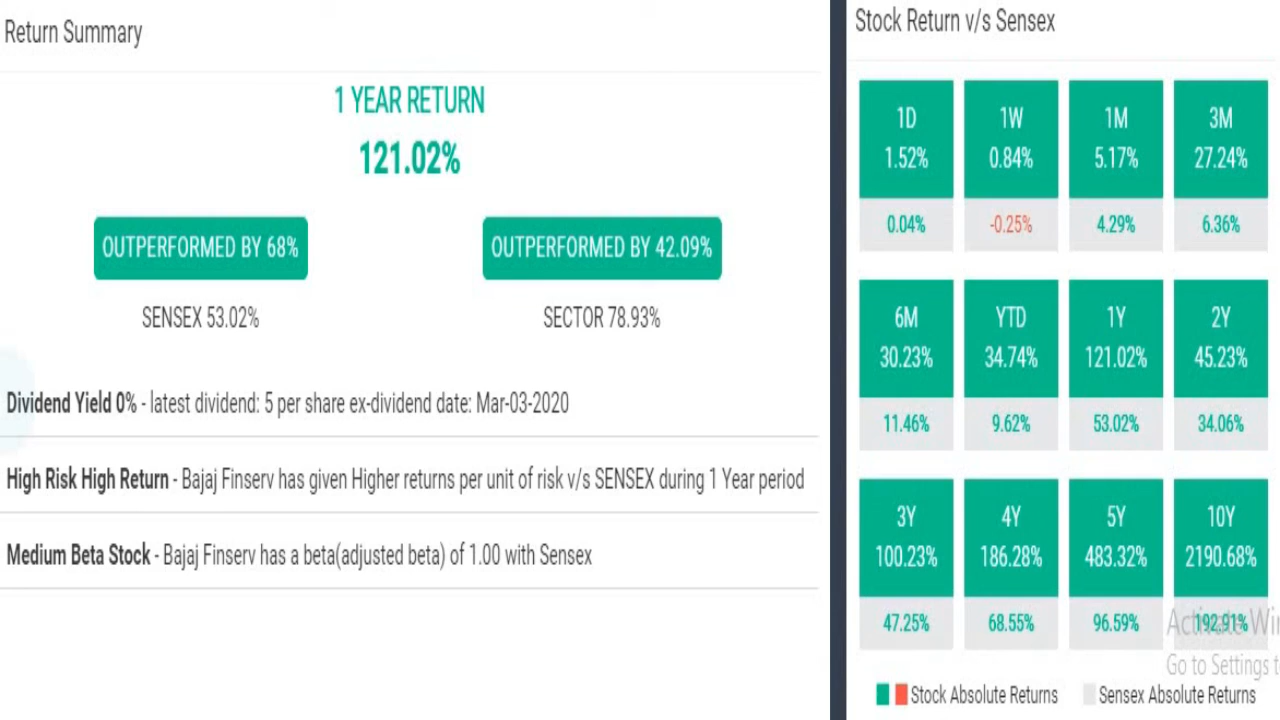 Return Summary
1 YEAR RETURN
121.02%
OUTPERFORMED BY 68%
OUTPERFORMED BY 42.09%
SENSEX 53.02%
SECTOR 78.93%
Dividend Yield 0% - latest dividend: 5 per share ex-dividend date: Mar-03-2020
High Risk High Return - Bajaj Finserv has given Higher returns per unit of risk v/s SENSEX during 1 Year period
Medium Beta Stock - Bajaj Finserv has a beta(adjusted beta) of 1.00 with Sensex
Stock Return v/s Sensex
1D 1W 1M 3M
1.52% 0.84% 5.17% 27.24%
0.04% -0.25% 4.29% 6.36%
6M YTD 1Y 2Y
30.23% 34.74% 121.02% 45.23%
11.46% 9.62% 53.02% 34.06%
3Y 4Y 5Y 10Y
100.23% 186.28% 483.32% 2190.68%
47.25% 68.55% 96.59% 192.91%
Activate Win
Go to Settings t
Stock Absolute Returns Sensex Absolute Returns